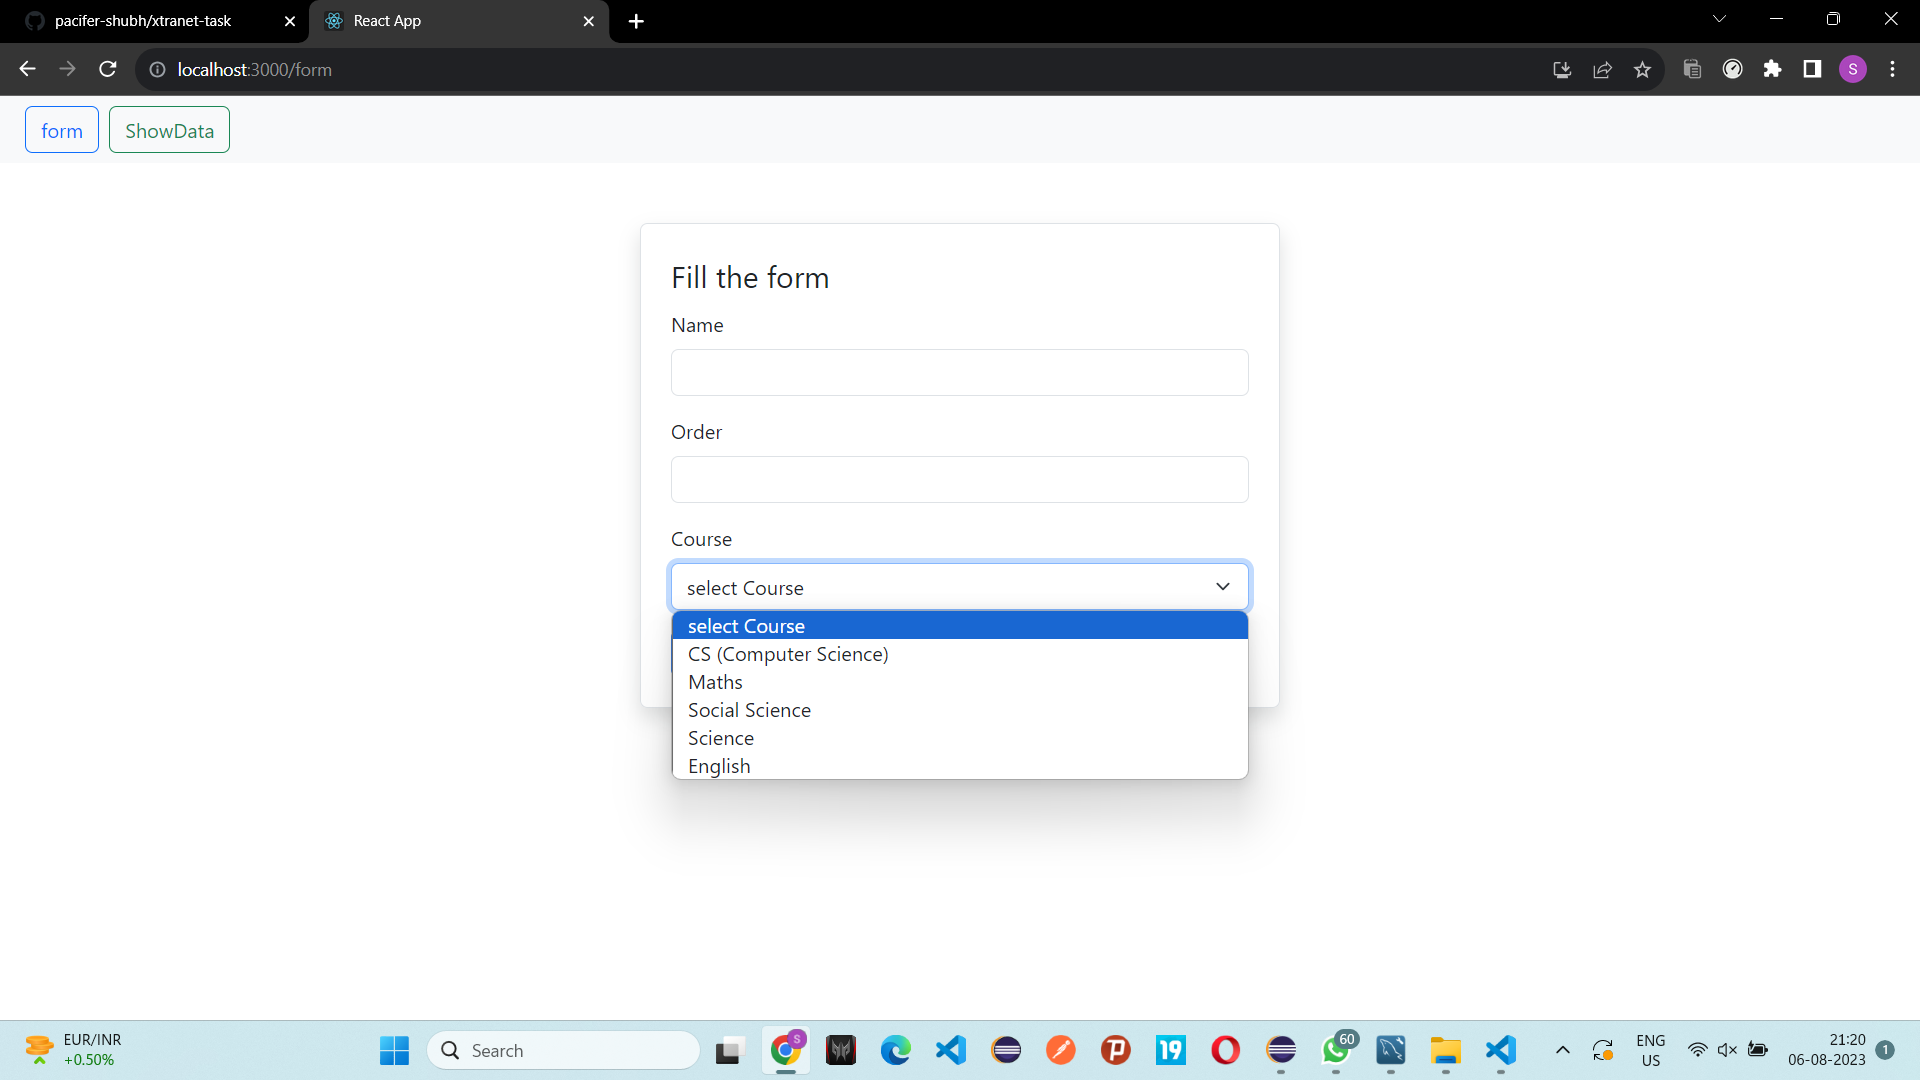 pacifer-shubh/xtranet-task
React App
localhost:3000/form
S
form
ShowData
Fill the form
Name
Order
Course
select Course
select Course
CS (Computer Science)
Maths
Social Science
Science
English
EUR/INR
+0.50%
Search
S
19
60
ENG
US
21:20
06-08-2023
1